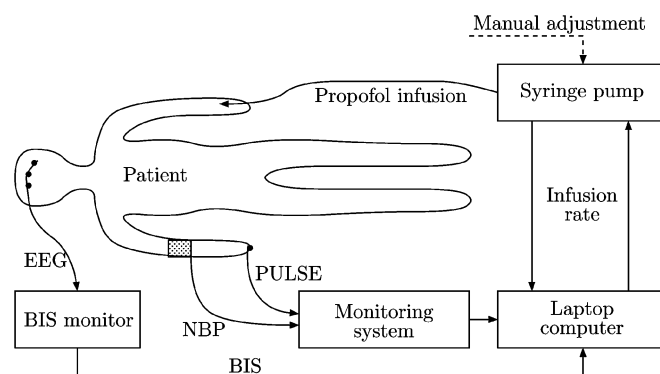 Manual adjustment
Propofol infusion
Syringe pump
Patient
Infusion
rate
EEG
PULSE
BIS monitor
NBP
Monitoring
system
Laptop
computer
BIS